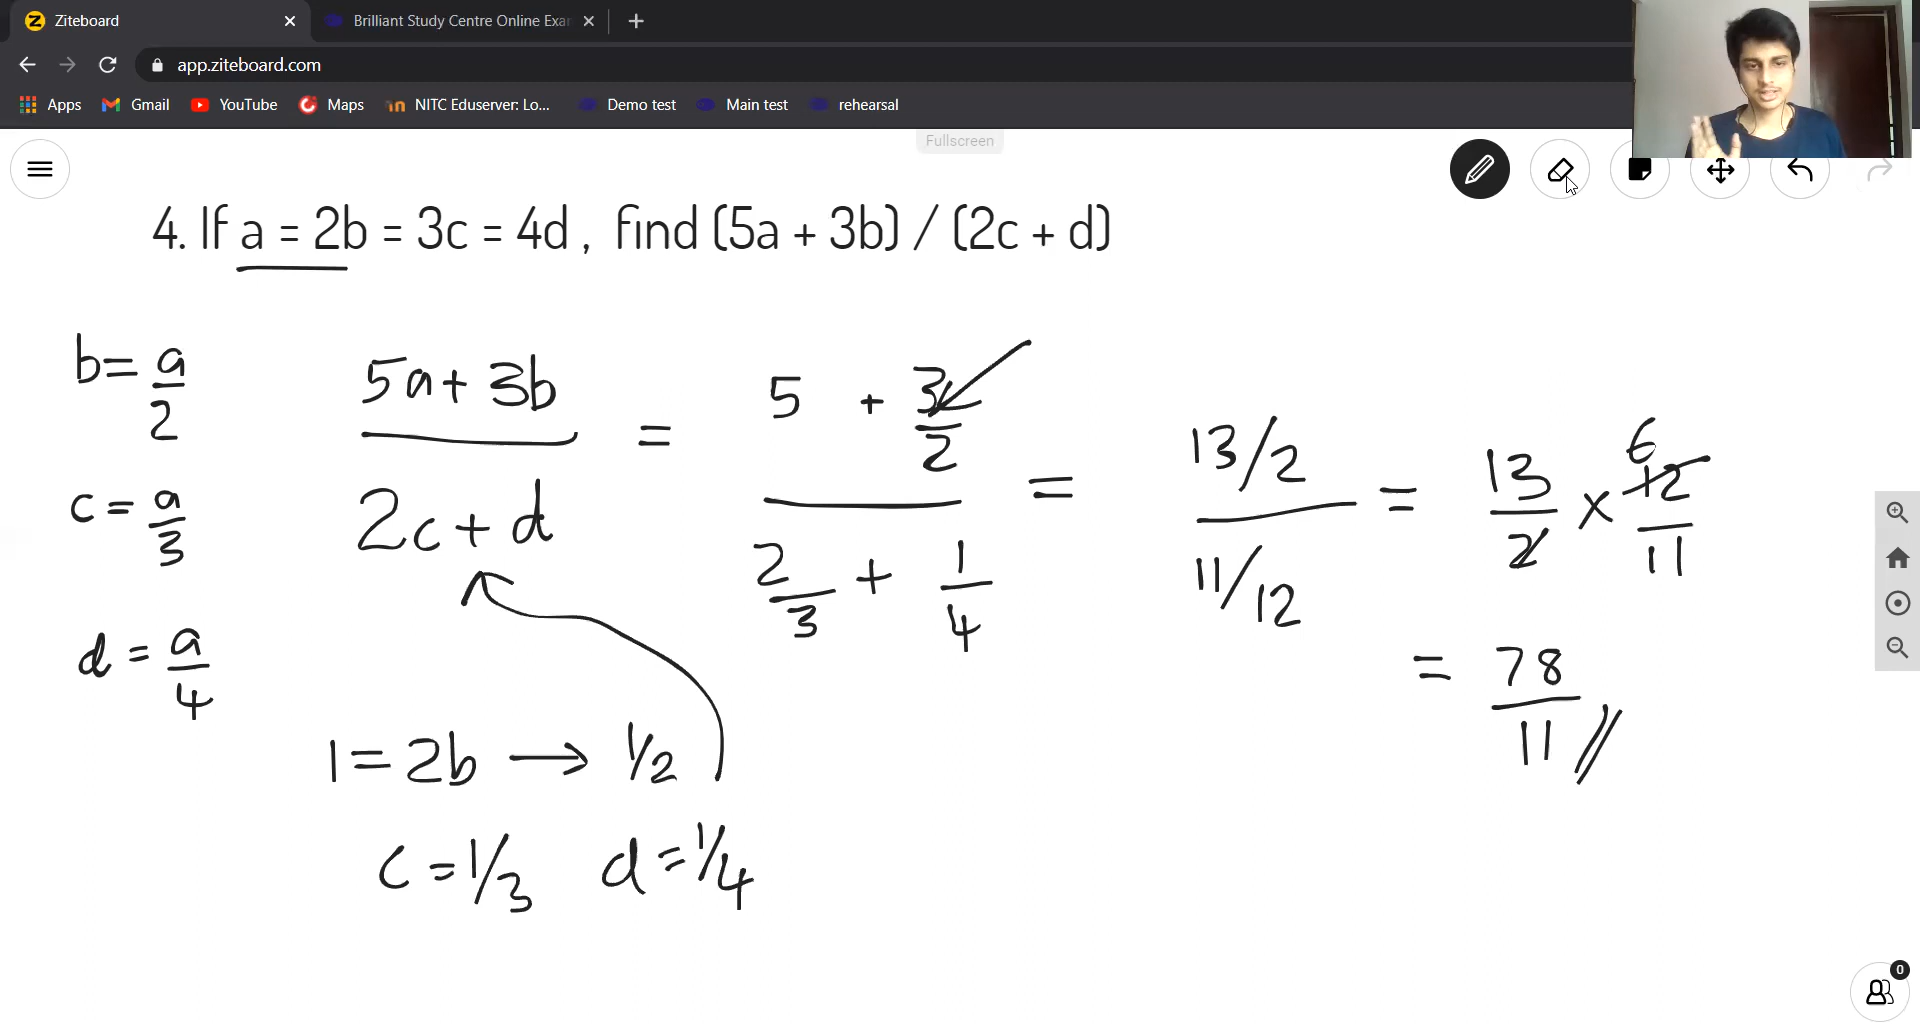 Ziteboard
Brilliant Study Centre Online Exa
app.ziteboard.com
Apps Gmail YouTube Maps NITC Eduserver: Lo... Demo test Main test rehearsal
Fullscreen
4. If a = 2b = 3c = 4d , find (5a + 3b) / (2c + d)
b = a/2
c = a/3
d = a/4
5a + 3b / 2c + d = 5 + 3/2 / 2/3 + 1/4 = 13/2 / 11/12 = 13/2 × 12/11
6
= 78/11 //
1 = 2b → 1/2
c = 1/3 d = 1/4
0